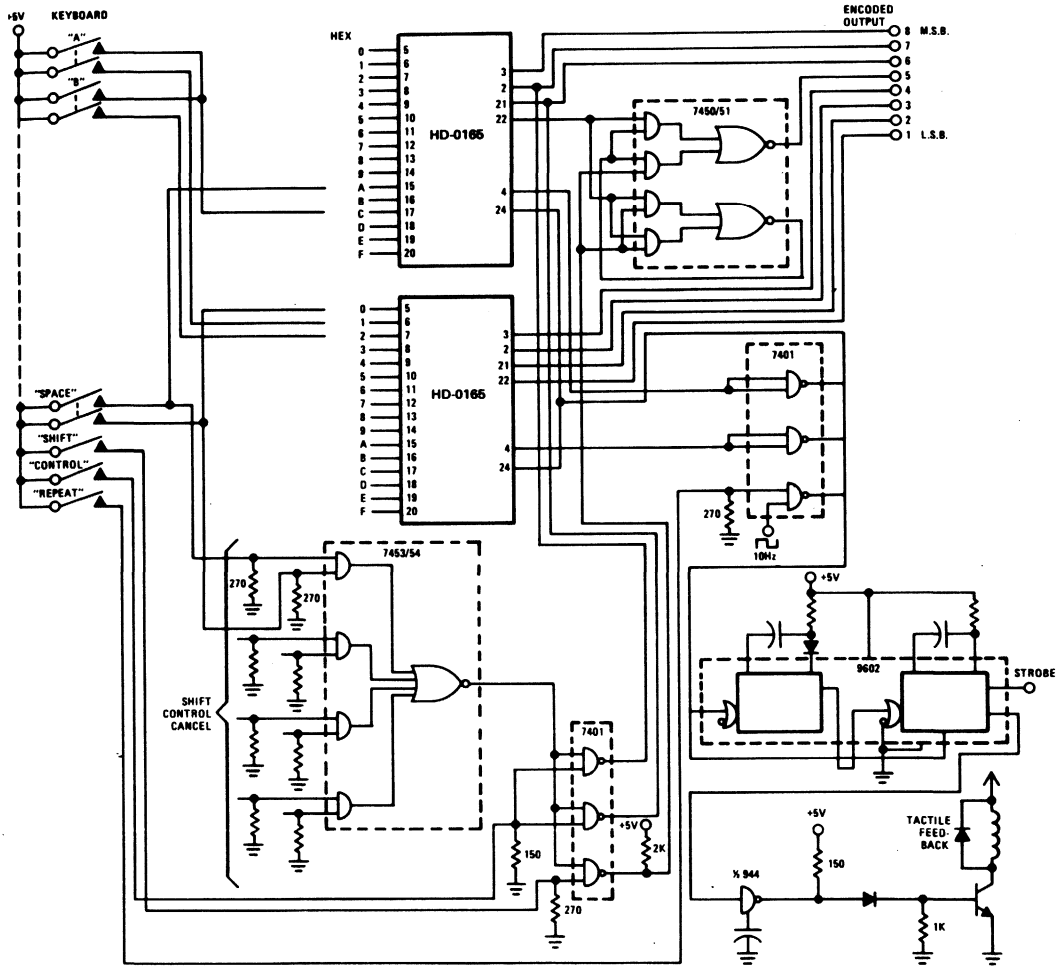 +5V
KEYBOARD
"A"
"B"
HEX
0
1
2
3
4
5
6
7
8
9
A
B
C
D
E
F
5
6
7
8
9
10
11
12
13
14
15
16
17
18
19
20
HD-0165
3
2
21
22
4
24
ENCODED
OUTPUT
8 M.S.B.
7
6
5
4
3
2
1 L.S.B.
7450/51
0
1
2
3
4
5
6
7
8
9
A
B
C
D
E
F
5
6
7
8
9
10
11
12
13
14
15
16
17
18
19
20
HD-0165
3
2
21
22
4
24
7401
270
10Hz
"SPACE"
"SHIFT"
"CONTROL"
"REPEAT"
7453/54
270
270
SHIFT
CONTROL
CANCEL
7401
+5V
2K
150
270
+5V
9602
STROBE
+5V
150
TACTILE
FEED-
BACK
½ 944
1K